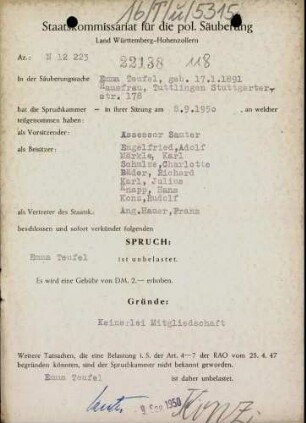 16/T/u/5315
Staatskommissariat für die pol. Säuberung
Land Württemberg-Hohenzollern
Az.: N 12 223
22138 118
In der Säuberungssache Emma Teufel, geb. 17.1.1891
Hausfrau, Tuttlingen Stuttgarter-
str. 178
hat die Spruchkammer — in ihrer Sitzung am 8.9.1950, an welcher
teilgenommen haben:
als Vorsitzender: Assessor Santer
als Beisitzer: Engelfried, Adolf
Märkle, Karl
Schulze, Charlotte
Bäder, Richard
Karl, Julius
Knapp, Hans
Konz, Rudolf
als Vertreter des Staatsk.: Ang. Hauer, Franz
beschlossen und sofort verkündet folgenden
SPRUCH:
Emma Teufel ist unbelastet.
Es wird eine Gebühr von DM. 2.— erhoben.
Gründe:
Keinerlei Mitgliedschaft
Weitere Tatsachen, die eine Belastung i. S. der Art. 4—7 der RAO vom 25. 4. 47
begründen könnten, sind der Spruchkammer nicht bekannt geworden.
Emma Teufel ist daher unbelastet.
1950